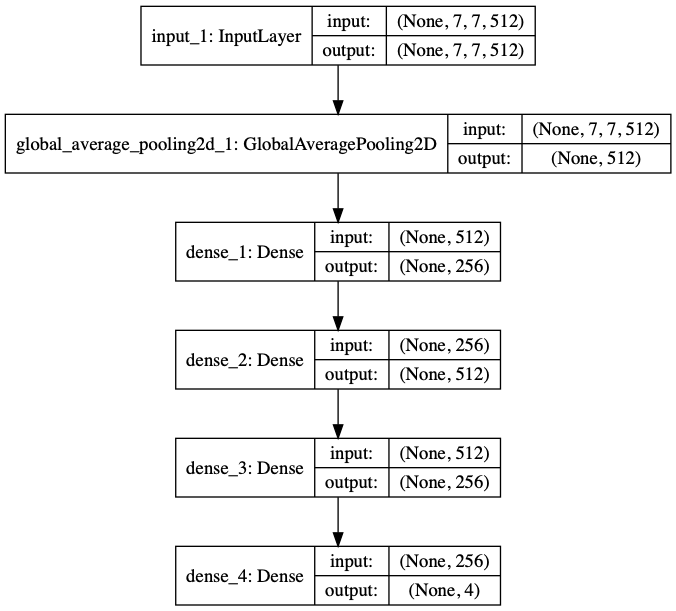 input_1: InputLayer
input:
(None, 7, 7, 512)
output:
(None, 7, 7, 512)
global_average_pooling2d_1: GlobalAveragePooling2D
input:
(None, 7, 7, 512)
output:
(None, 512)
dense_1: Dense
input:
(None, 512)
output:
(None, 256)
dense_2: Dense
input:
(None, 256)
output:
(None, 512)
dense_3: Dense
input:
(None, 512)
output:
(None, 256)
dense_4: Dense
input:
(None, 256)
output:
(None, 4)